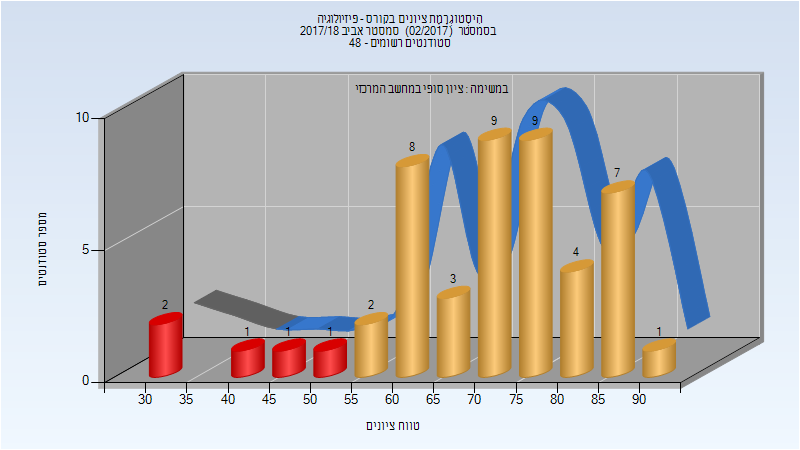 היסטוגרמת ציונים בקורס - פיזיולוגיה
בסמסטר (02/2017) סמסטר אביב 2017/18
סטודנטים רשומים - 48
במשימה : ציון סופי במחשב המרכזי
מספר סטודנטים
10
5
0
2
1
1
1
2
8
3
9
9
4
7
1
30 35 40 45 50 55 60 65 70 75 80 85 90
טווח ציונים